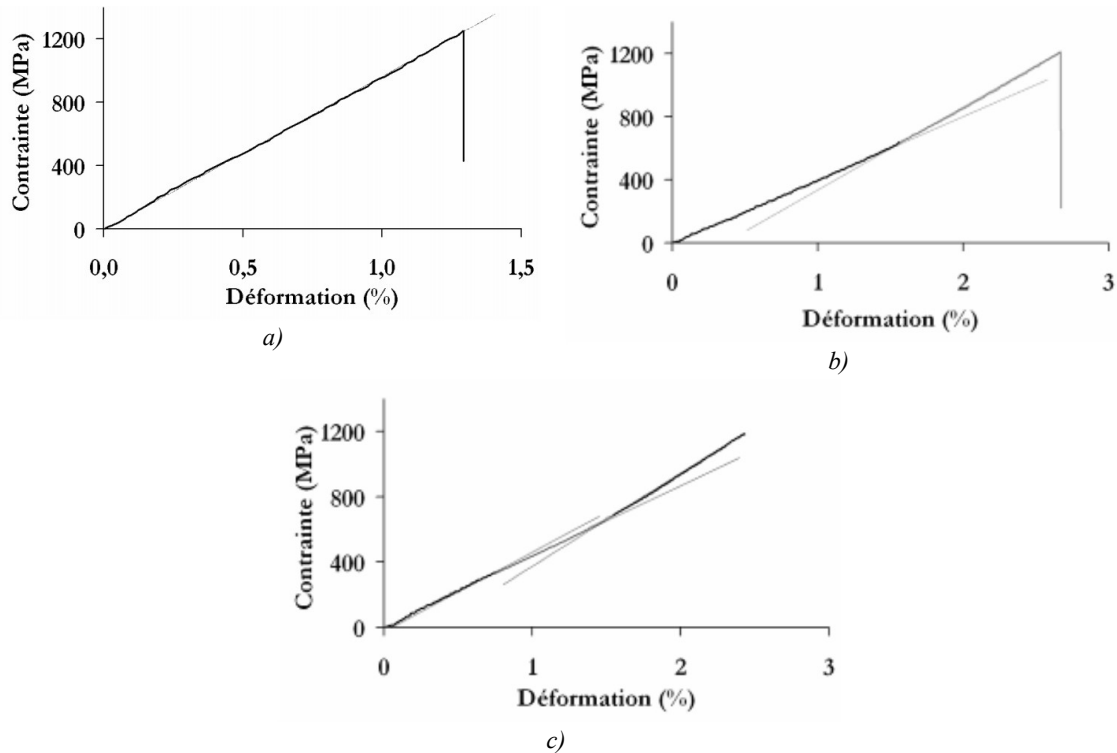 Contrainte (MPa)
1200
800
400
0
0,0
0,5
1,0
1,5
Déformation (%)
a)
Contrainte (MPa)
1200
800
400
0
0
1
2
3
Déformation (%)
b)
Contrainte (MPa)
1200
800
400
0
0
1
2
3
Déformation (%)
c)